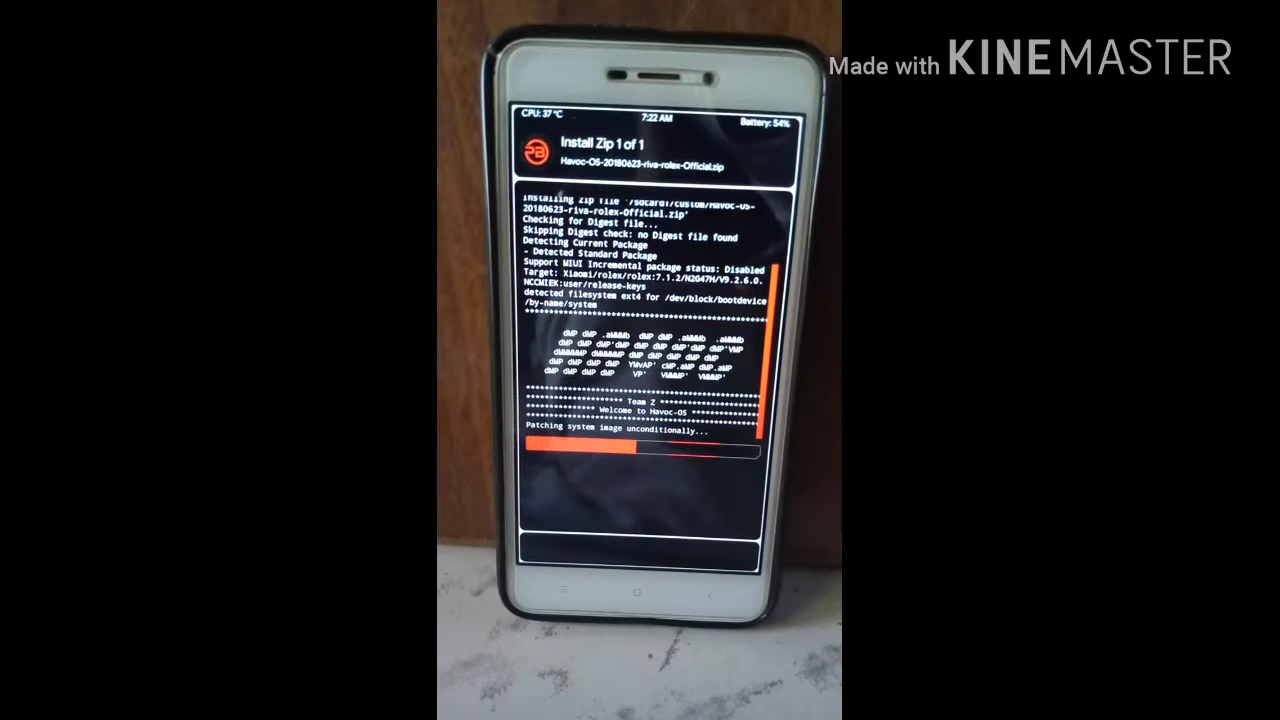 Made with KINEMASTER
CPU: 37 °C 7:22 AM Battery: 54%
Install Zip 1 of 1
Havoc-OS-20180623-riva-rolex-Official.zip
Installing zip file '/sdcard1/custom/Havoc-OS-
20180623-riva-rolex-Official.zip'
Checking for Digest file...
Skipping Digest check: no Digest file found
Detecting Current Package
- Detected Standard Package
Support MIUI Incremental package status: Disabled
Target: Xiaomi/rolex/rolex:7.1.2/N2G47H/V9.2.6.0.
NCCMIEK:user/release-keys
detected filesystem ext4 for /dev/block/bootdevice
/by-name/system
Team Z
Welcome to Havoc-OS
Patching system image unconditionally...